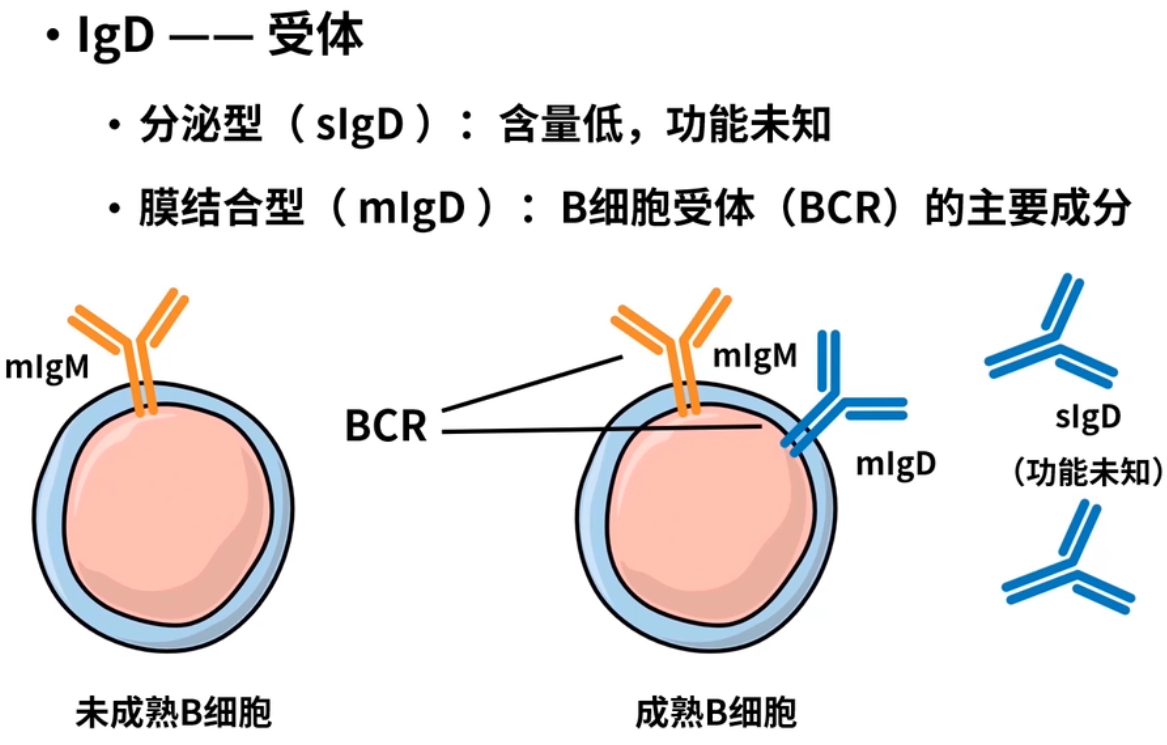 • IgD —— 受体
• 分泌型（sIgD）：含量低，功能未知
• 膜结合型（mIgD）：B细胞受体（BCR）的主要成分
mIgM
BCR
mIgM
mIgD
sIgD
（功能未知）
未成熟B细胞
成熟B细胞